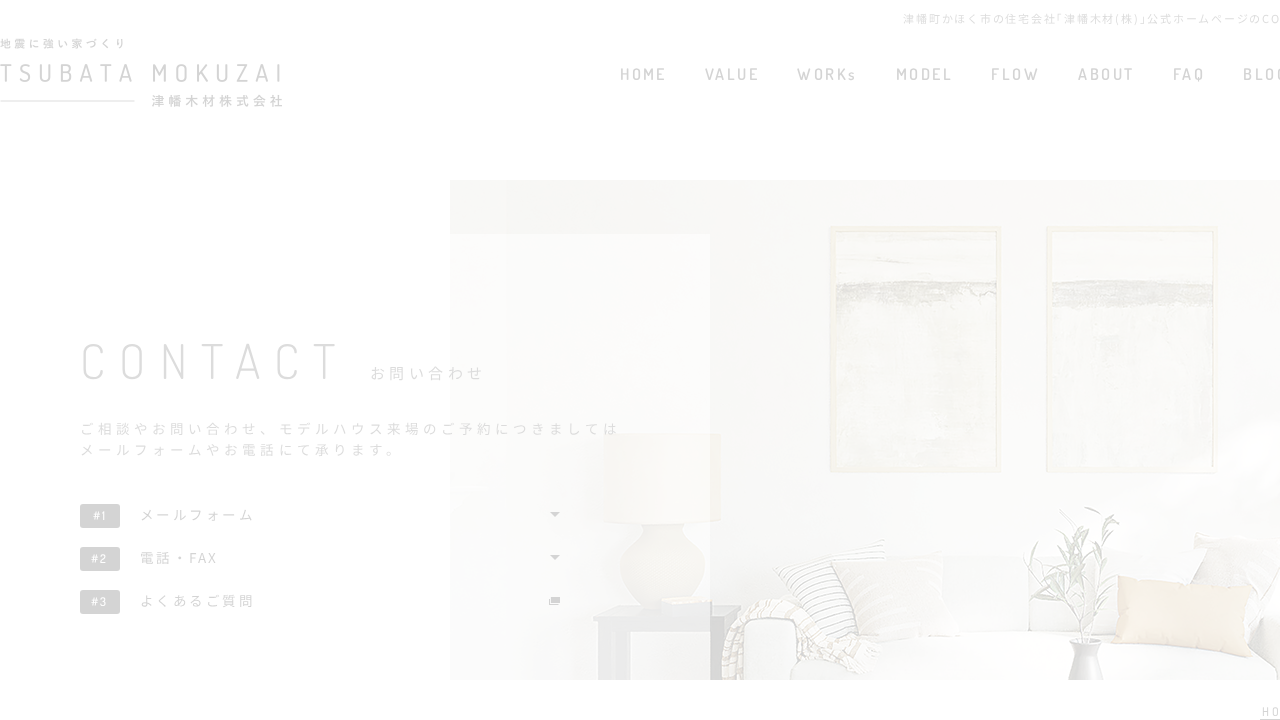 津幡町かほく市の住宅会社｢津幡木材(株)｣公式ホームページのCO
地震に強い家づくり
TSUBATA MOKUZAI
津幡木材株式会社
HOME VALUE WORKs MODEL FLOW ABOUT FAQ BLOG
CONTACT お問い合わせ
ご相談やお問い合わせ、モデルハウス来場のご予約につきましては
メールフォームやお電話にて承ります。
#1 メールフォーム
#2 電話・FAX
#3 よくあるご質問
HO